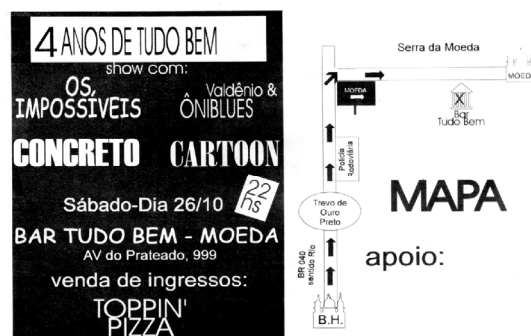 4 ANOS DE TUDO BEM
show com:
OS
IMPOSSÍVEIS
Valdênio &
ÔNIBLUES
CONCRETO
CARTOON
22
hs
Sábado-Dia 26/10
BAR TUDO BEM - MOEDA
AV do Prateado, 999
venda de ingressos:
TOPPIN'
PIZZA
Serra da Moeda
MOEDA
MOEDA
X
Bar
Tudo Bem
Polícia
Rodoviária
MAPA
Trevo de
Ouro
Preto
BR 040
sentido Rio
apoio:
B.H.